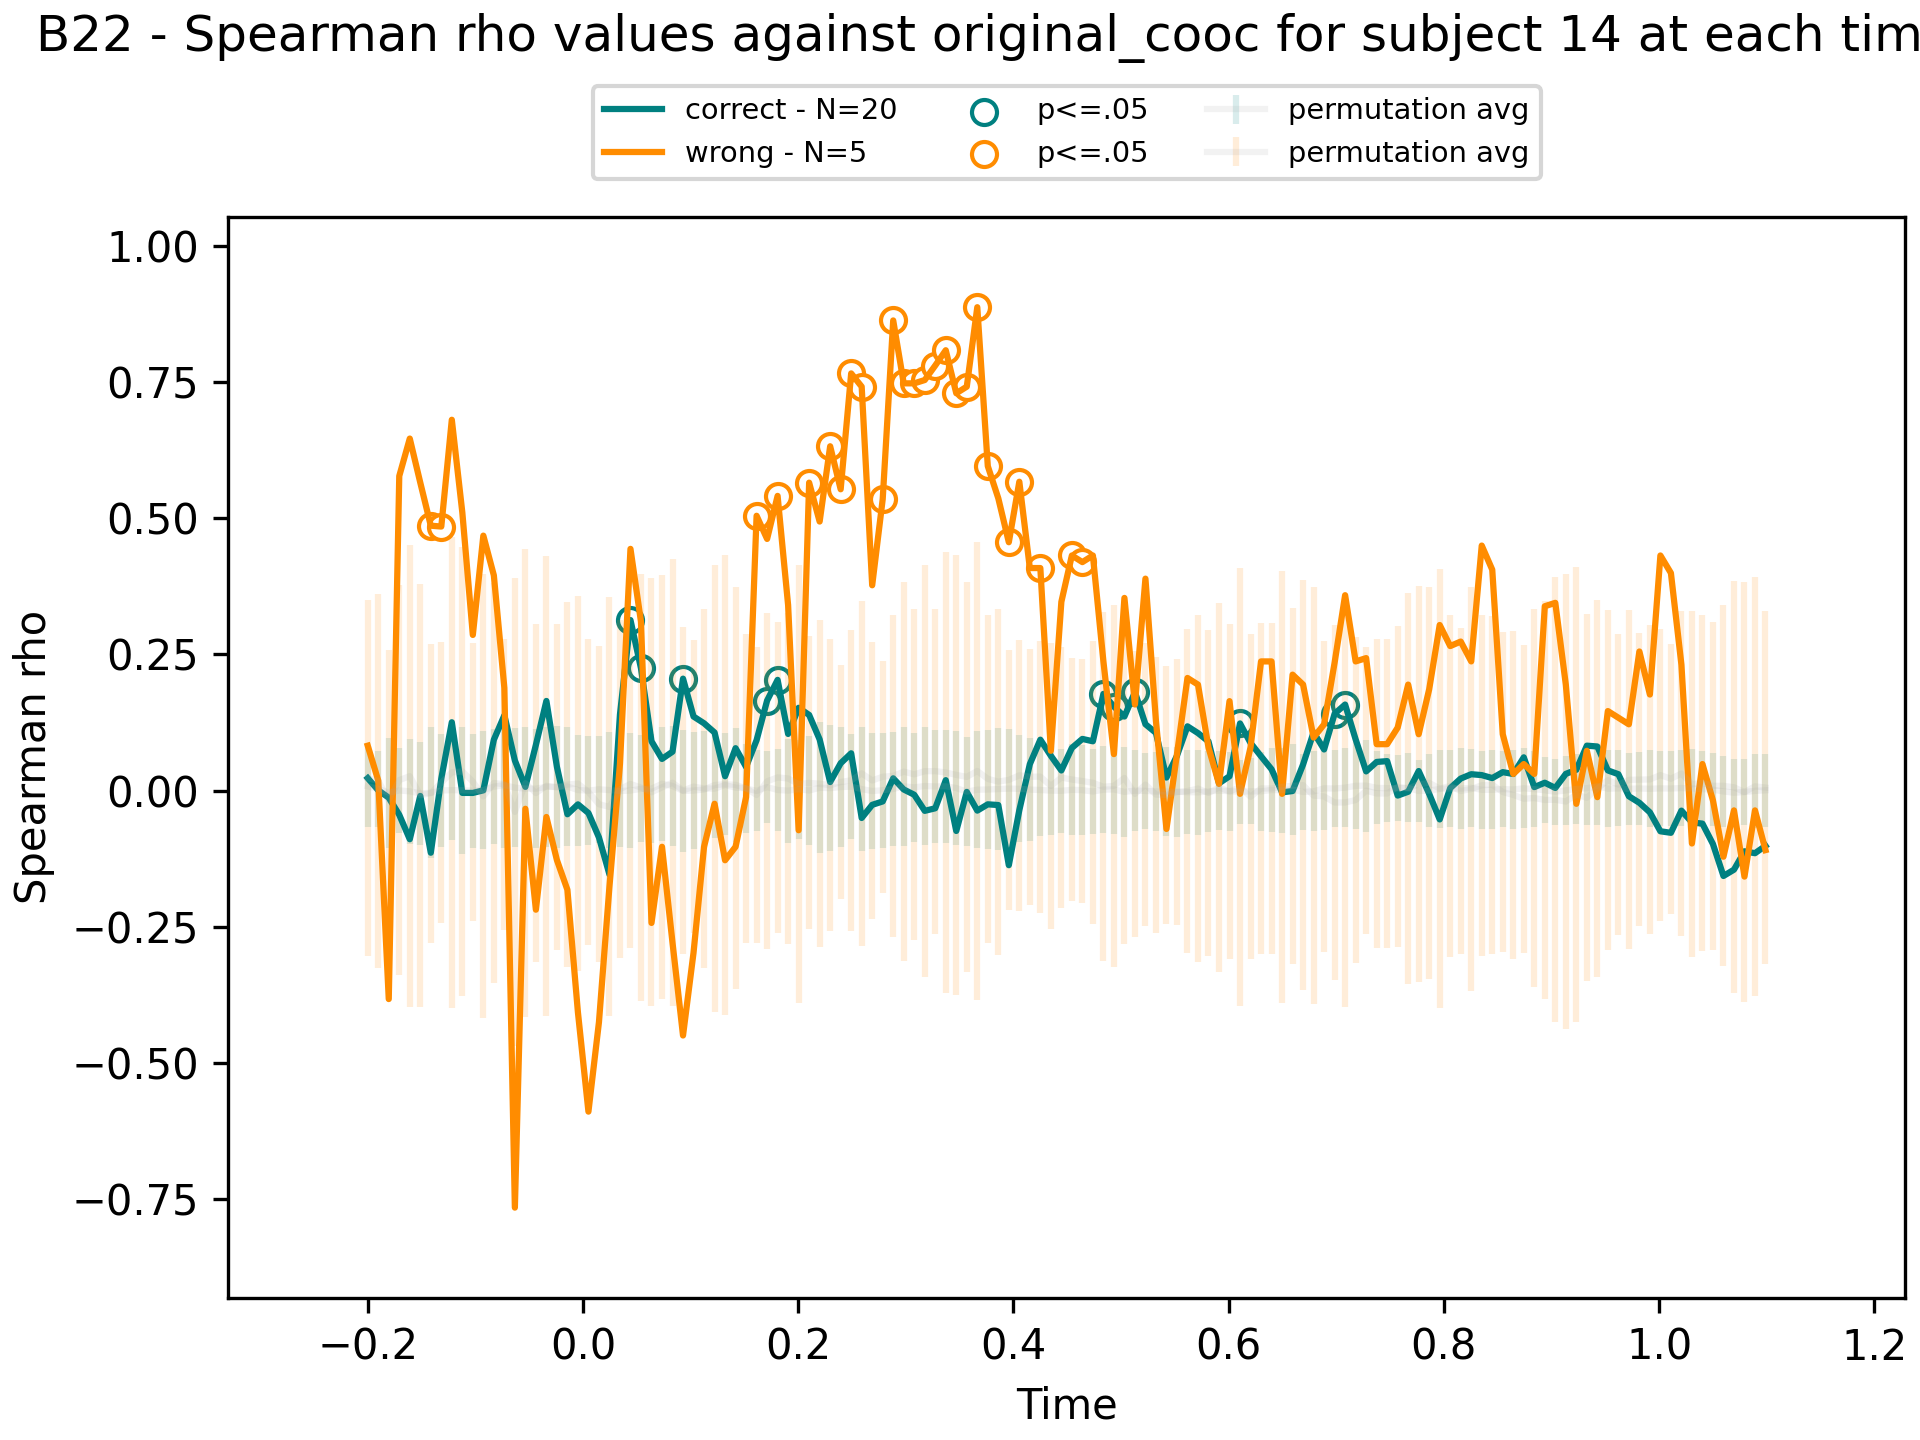 B22 - Spearman rho values against original_cooc for subject 14 at each tim
correct - N=20
wrong - N=5
p<=.05
p<=.05
permutation avg
permutation avg
1.00
0.75
0.50
0.25
0.00
−0.25
−0.50
−0.75
Spearman rho
−0.2
0.0
0.2
0.4
0.6
0.8
1.0
1.2
Time